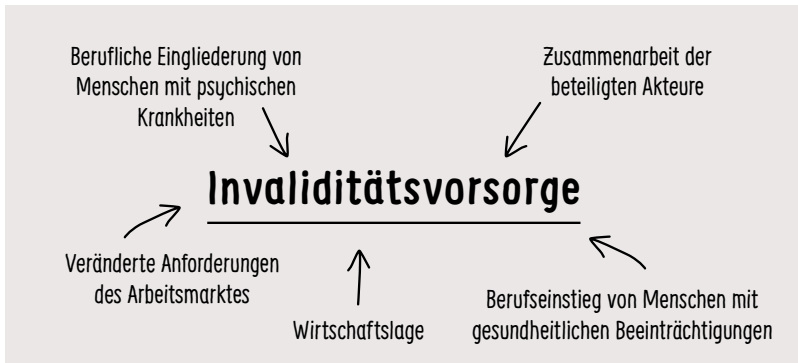 Berufliche Eingliederung von
Menschen mit psychischen
Krankheiten
Zusammenarbeit der
beteiligten Akteure
Invaliditätsvorsorge
Veränderte Anforderungen
des Arbeitsmarktes
Wirtschaftslage
Berufseinstieg von Menschen mit
gesundheitlichen Beeinträchtigungen